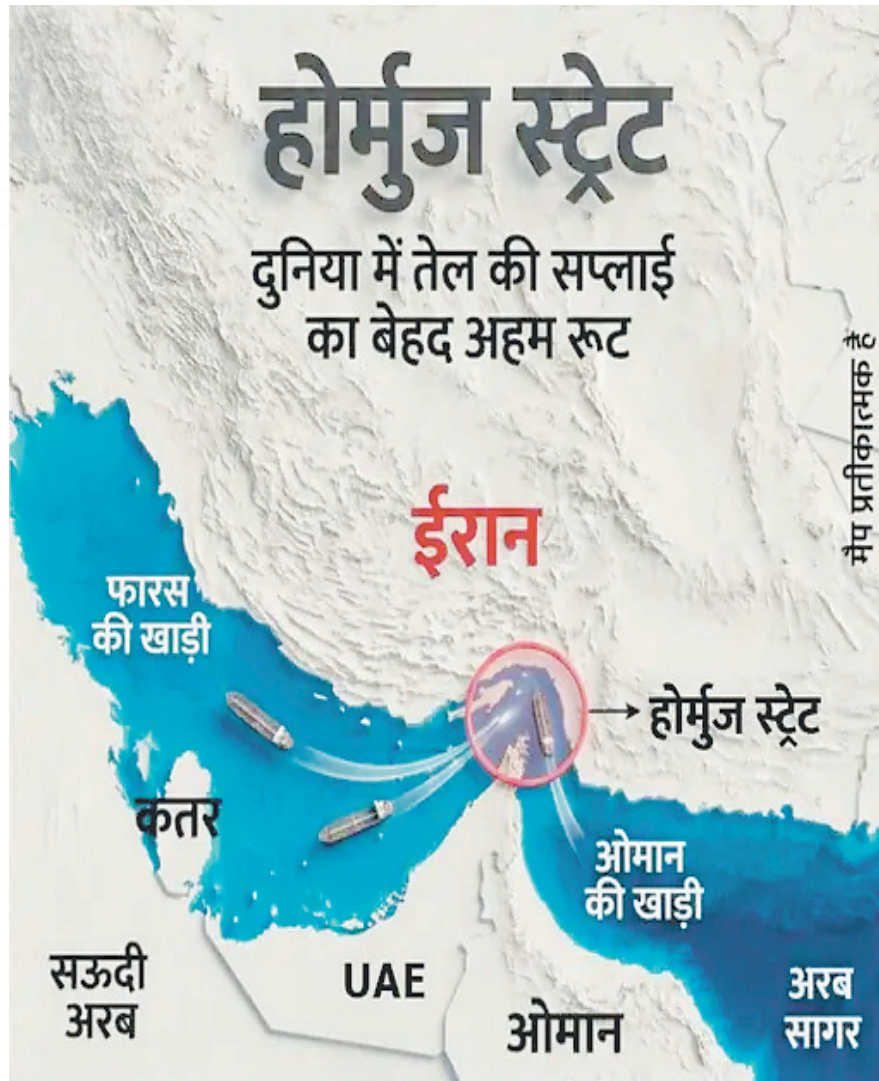 होर्मुज स्ट्रेट
दुनिया में तेल की सप्लाई
का बेहद अहम रूट
मैप प्रतीकात्मक है
ईरान
फारस
की खाड़ी
होर्मुज स्ट्रेट
कतर
ओमान
की खाड़ी
सऊदी
अरब
UAE
ओमान
अरब
सागर